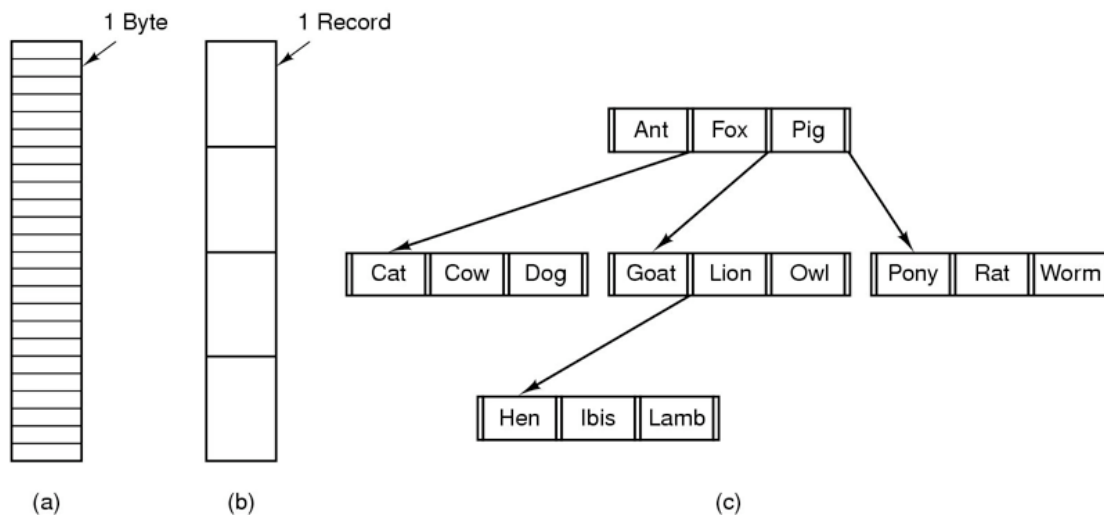 1 Byte
1 Record
Ant Fox Pig
Cat Cow Dog
Goat Lion Owl
Pony Rat Worm
Hen Ibis Lamb
(a)
(b)
(c)